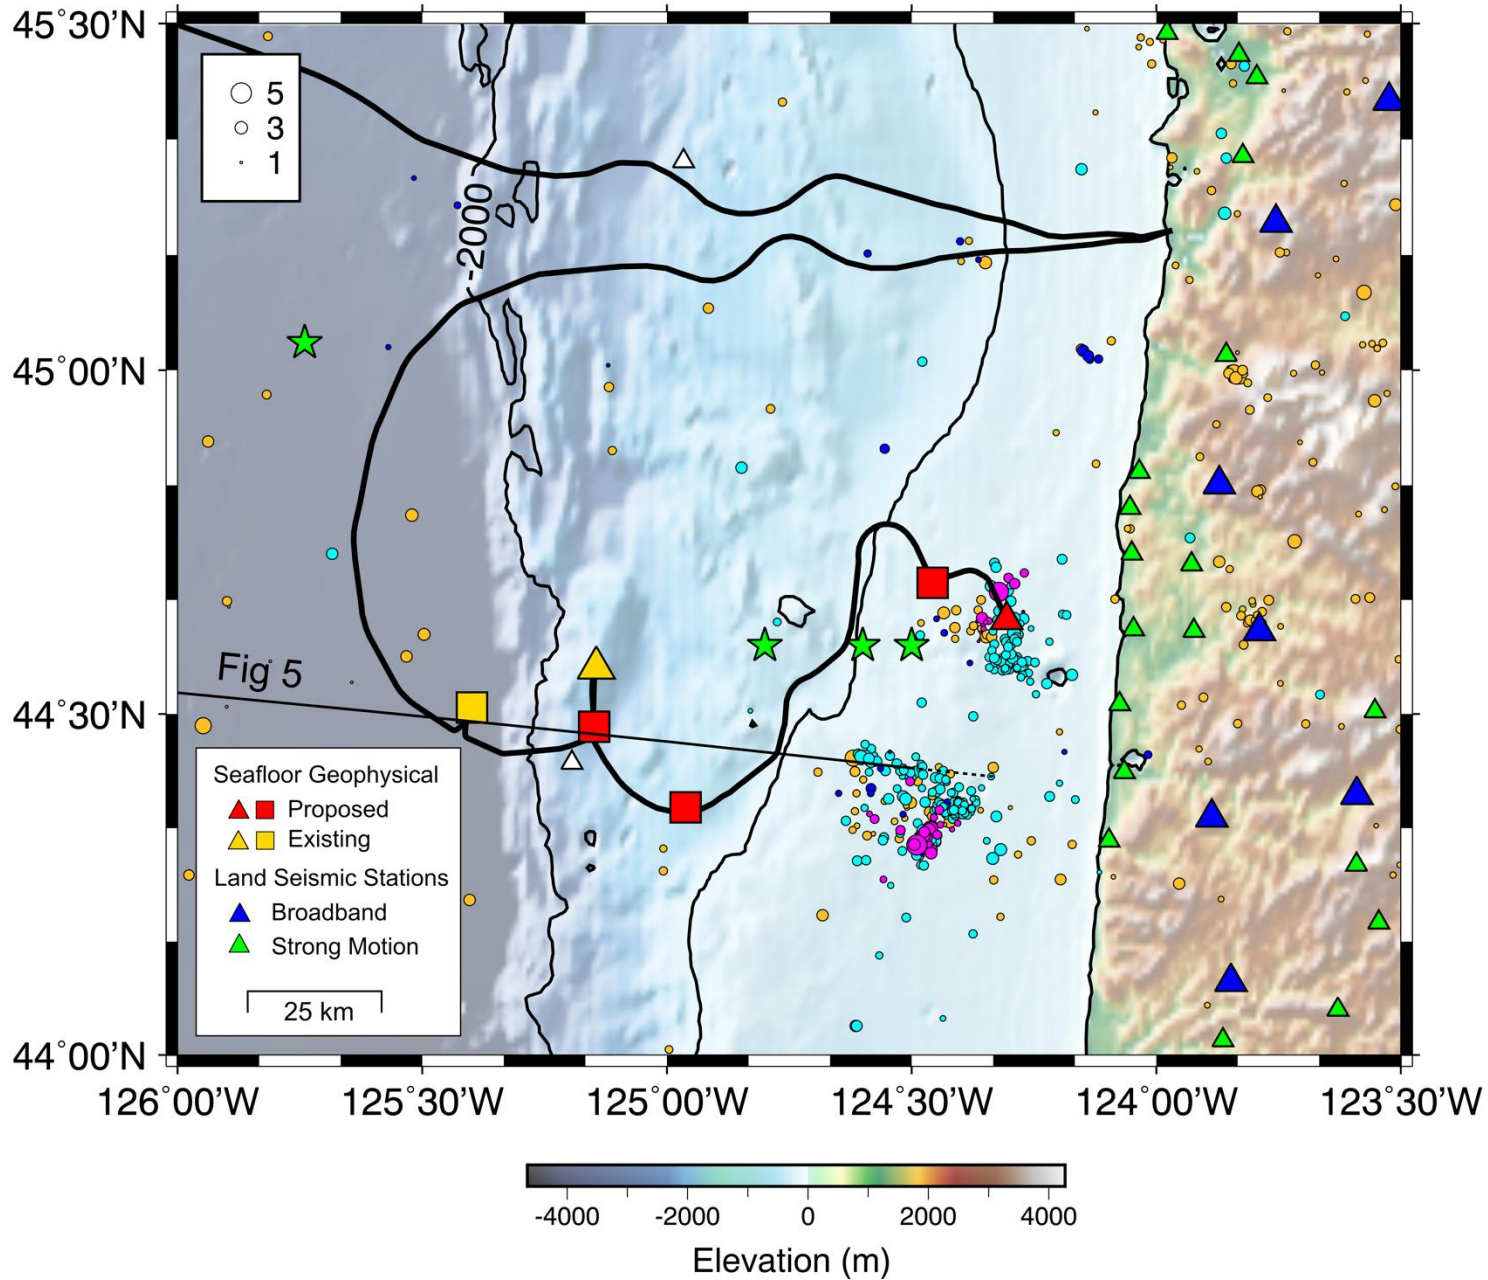 45°30'N
5
3
1
-2000
45°00'N
Fig 5
44°30'N
Seafloor Geophysical
Proposed
Existing
Land Seismic Stations
Broadband
Strong Motion
25 km
44°00'N
126°00'W 125°30'W 125°00'W 124°30'W 124°00'W 123°30'W
-4000 -2000 0 2000 4000
Elevation (m)